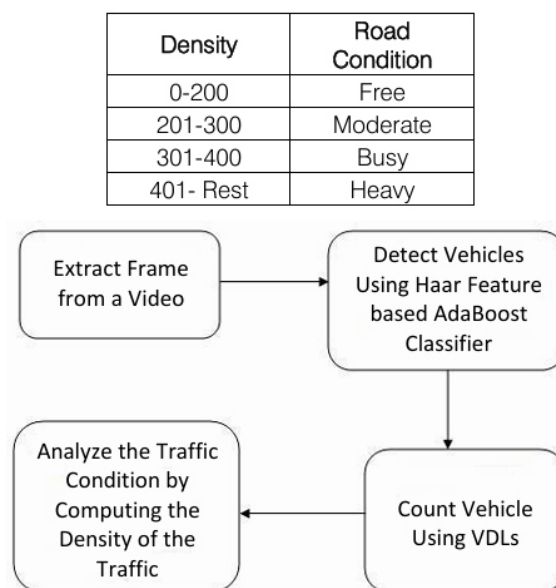 Density
Road
Condition
0-200
Free
201-300
Moderate
301-400
Busy
401- Rest
Heavy
Extract Frame
from a Video
Detect Vehicles
Using Haar Feature
based AdaBoost
Classifier
Count Vehicle
Using VDLs
Analyze the Traffic
Condition by
Computing the
Density of the
Traffic